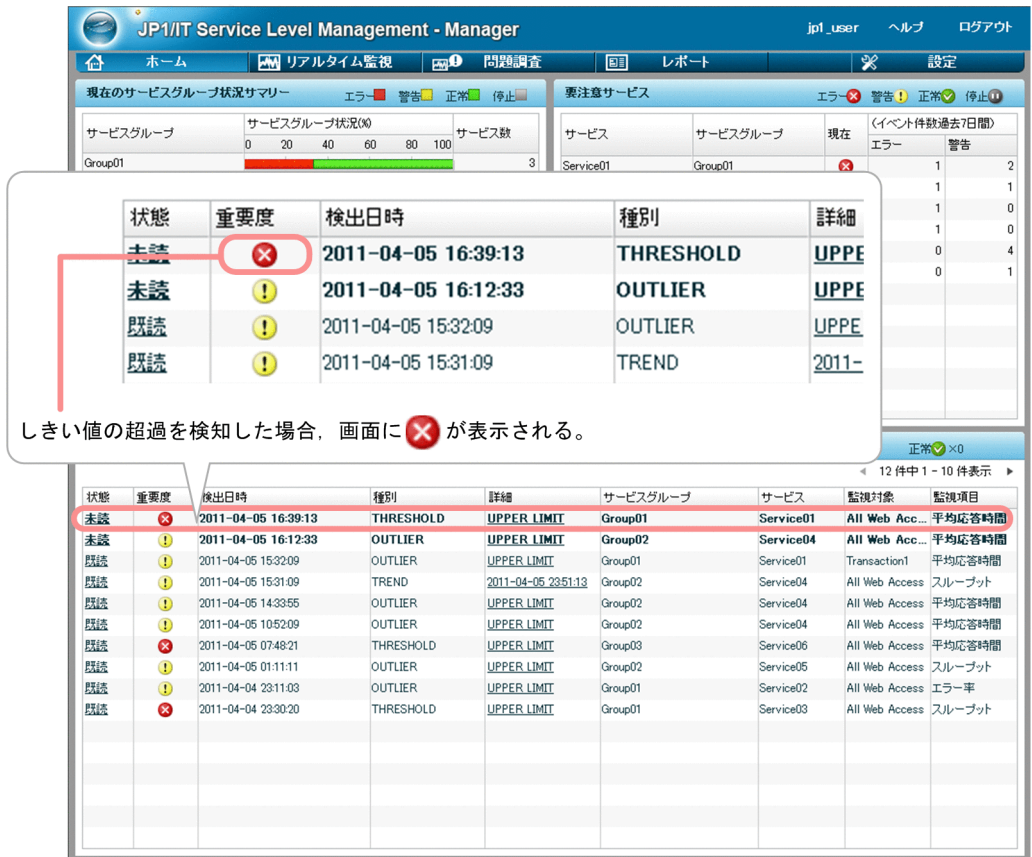 JP1/IT Service Level Management - Manager
jp1_user ヘルプ ログアウト
ホーム リアルタイム監視 問題調査 レポート 設定
現在のサービスグループ状況サマリー エラー 警告 正常 停止
要注意サービス エラー 警告 正常 停止
サービスグループ サービスグループ状況(%) サービス数
0 20 40 60 80 100
Group01 3
サービス サービスグループ 現在 (イベント件数過去7日間)
エラー 警告
Service01 Group01 1 2
1 1
1 0
1 0
0 4
0 1
状態 重要度 検出日時 種別 詳細
未読 2011-04-05 16:39:13 THRESHOLD UPPE
未読 2011-04-05 16:12:33 OUTLIER UPPE
既読 2011-04-05 15:32:09 OUTLIER UPPE
既読 2011-04-05 15:31:09 TREND 2011-
しきい値の超過を検知した場合,画面に が表示される。
正常 ×0
12 件中 1 - 10 件表示
状態 重要度 検出日時 種別 詳細 サービスグループ サービス 監視対象 監視項目
未読 2011-04-05 16:39:13 THRESHOLD UPPER LIMIT Group01 Service01 All Web Acc... 平均応答時間
未読 2011-04-05 16:12:33 OUTLIER UPPER LIMIT Group02 Service04 All Web Acc... 平均応答時間
既読 2011-04-05 15:32:09 OUTLIER UPPER LIMIT Group01 Service01 Transaction1 平均応答時間
既読 2011-04-05 15:31:09 TREND 2011-04-05 23:51:13 Group02 Service04 All Web Access スループット
既読 2011-04-05 14:33:55 OUTLIER UPPER LIMIT Group02 Service04 All Web Access 平均応答時間
既読 2011-04-05 10:52:09 OUTLIER UPPER LIMIT Group02 Service04 All Web Access 平均応答時間
既読 2011-04-05 07:48:21 THRESHOLD UPPER LIMIT Group03 Service06 All Web Access 平均応答時間
既読 2011-04-05 01:11:11 OUTLIER UPPER LIMIT Group02 Service05 All Web Access スループット
既読 2011-04-04 23:11:03 OUTLIER UPPER LIMIT Group01 Service02 All Web Access エラー率
既読 2011-04-04 23:30:20 THRESHOLD UPPER LIMIT Group01 Service03 All Web Access スループット